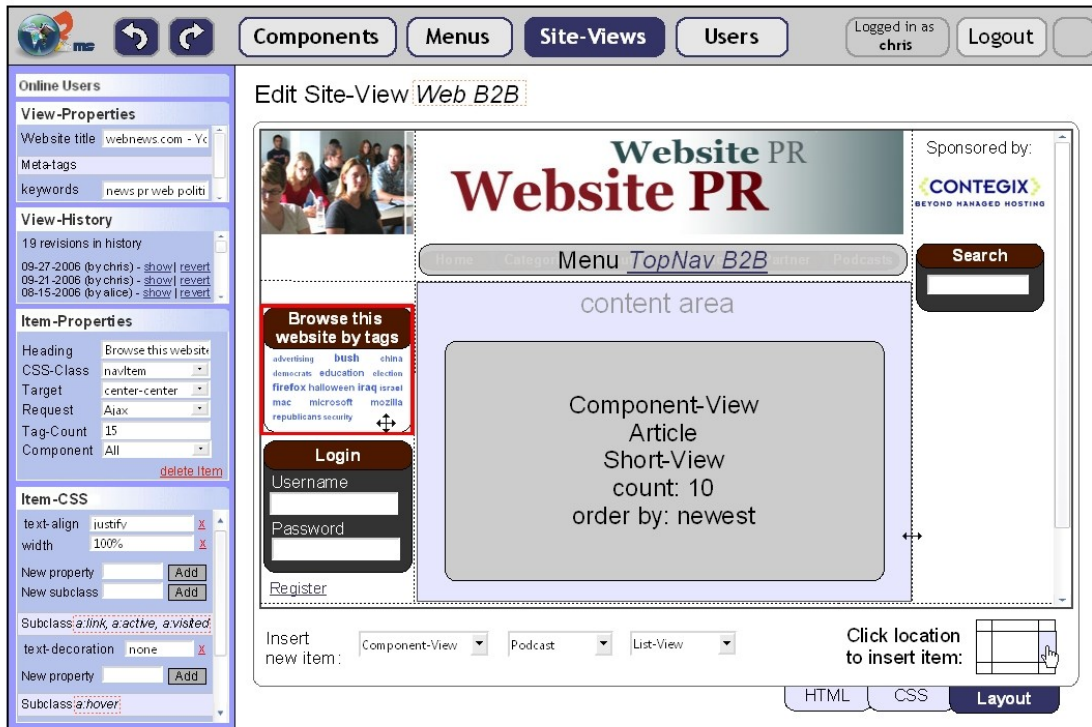 2
ms
Components
Menus
Site-Views
Users
Logged in as
chris
Logout
Online Users
View-Properties
Website title webnews.com - Yc
Meta-tags
keywords news pr web politi
View-History
19 revisions in history
09-27-2006 (by chris) - show| revert
09-21-2006 (by chris) - show| revert
08-15-2006 (by alice) - show| revert
Item-Properties
Heading Browse this website
CSS-Class navItem
Target center-center
Request Ajax
Tag-Count 15
Component All
delete Item
Item-CSS
text-align justify x
width 100% x
New property Add
New subclass Add
Subclass a:link, a:active, a:visited
text-decoration none x
New property Add
Subclass a:hover
Edit Site-View Web B2B
Website PR
Website PR
Sponsored by:
CONTEGIX
BEYOND MANAGED HOSTING
Home
Menu TopNav B2B
Partner Podcasts
Search
content area
Browse this
website by tags
advertising bush china
democrats education election
firefox halloween iraq israel
mac microsoft mozilla
republicans security
Login
Username
Password
Register
Component-View
Article
Short-View
count: 10
order by: newest
Insert
new item:
Component-View
Podcast
List-View
Click location
to insert item:
HTML
CSS
Layout